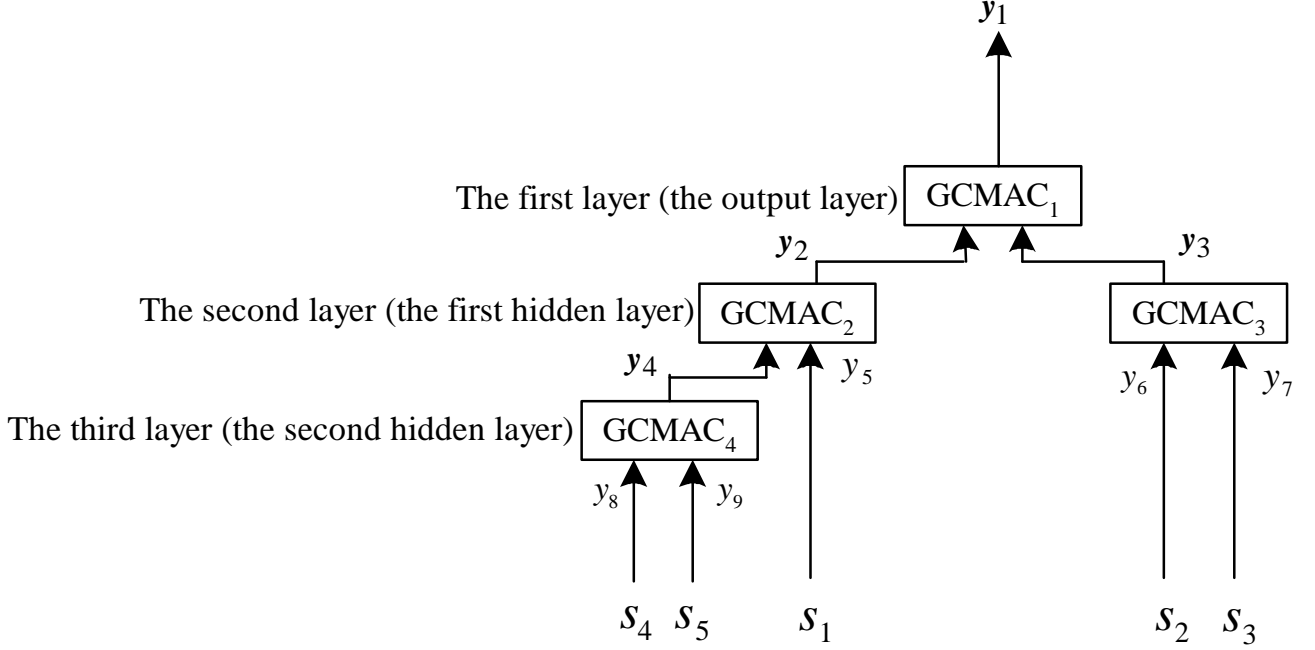 y1
The first layer (the output layer) GCMAC1
y2 y3
The second layer (the first hidden layer) GCMAC2 GCMAC3
y4 y5 y6 y7
The third layer (the second hidden layer) GCMAC4
y8 y9
s4 s5 s1 s2 s3